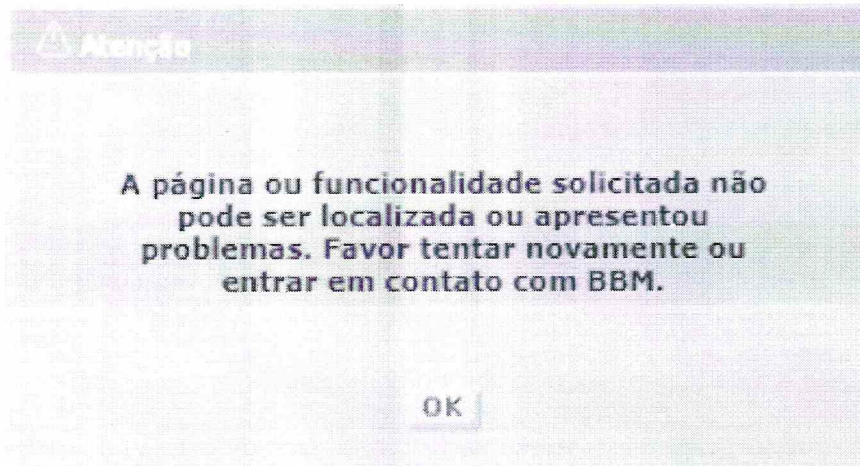 Atenção
A página ou funcionalidade solicitada não
pode ser localizada ou apresentou
problemas. Favor tentar novamente ou
entrar em contato com BBM.
OK